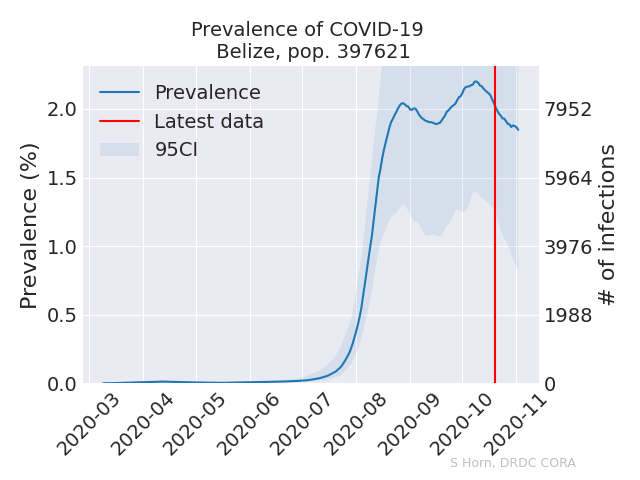 Prevalence of COVID-19
Belize, pop. 397621
Prevalence
Latest data
95CI
Prevalence (%)
2.0
1.5
1.0
0.5
0.0
7952
5964
3976
1988
0
# of infections
2020-03
2020-04
2020-05
2020-06
2020-07
2020-08
2020-09
2020-10
2020-11
S Horn, DRDC CORA